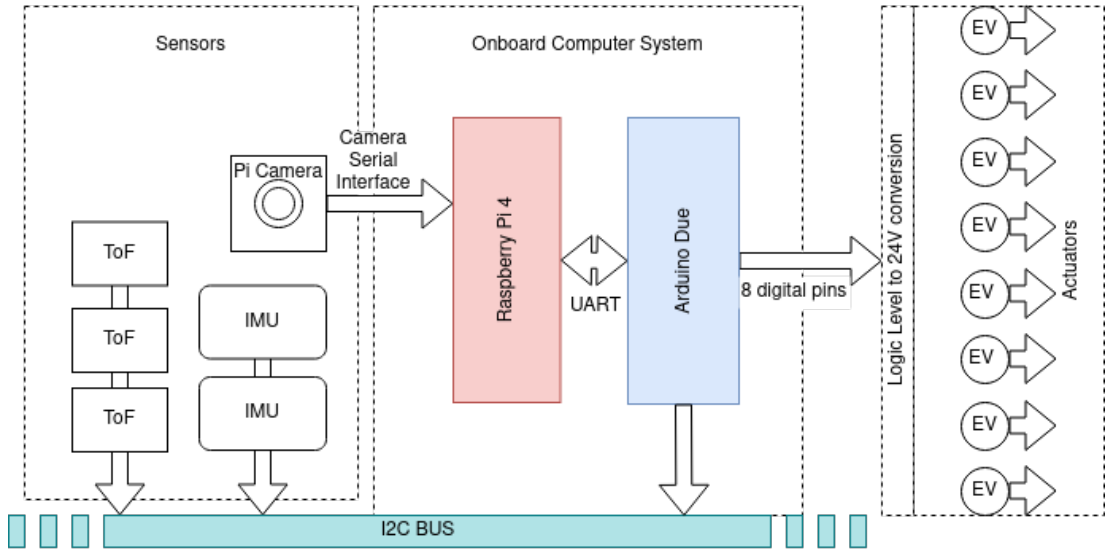 Sensors
Onboard Computer System
Camera
Serial
Interface
Pi Camera
ToF
ToF
ToF
IMU
IMU
Raspberry Pi 4
UART
Arduino Due
8 digital pins
Logic Level to 24V conversion
EV
EV
EV
EV
EV
EV
EV
EV
Actuators
I2C BUS